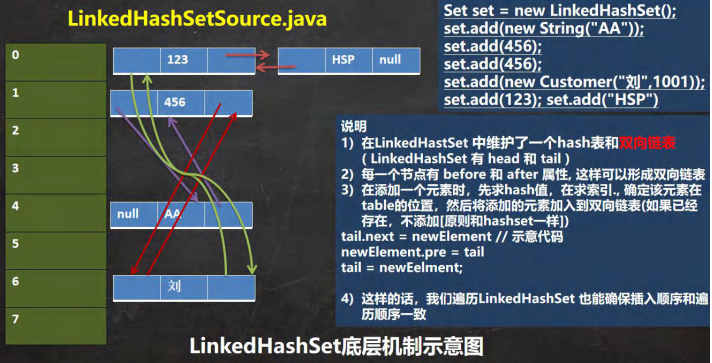 LinkedHashSetSource.java
Set set = new LinkedHashSet();
set.add(new String("AA"));
set.add(456);
set.add(456);
set.add(new Customer("刘",1001));
set.add(123); set.add("HSP")
0
123
HSP
null
1
456
2
3
4
null
AA
5
6
刘
7
说明
1) 在LinkedHastSet 中维护了一个hash表和双向链表
( LinkedHashSet 有 head 和 tail )
2) 每一个节点有 before 和 after 属性, 这样可以形成双向链表
3) 在添加一个元素时，先求hash值，在求索引., 确定该元素在
table的位置，然后将添加的元素加入到双向链表(如果已经
存在，不添加[原则和hashset一样])
tail.next = newElement // 示意代码
newElement.pre = tail
tail = newEelment;
4) 这样的话，我们遍历LinkedHashSet 也能确保插入顺序和遍
历顺序一致
LinkedHashSet底层机制示意图